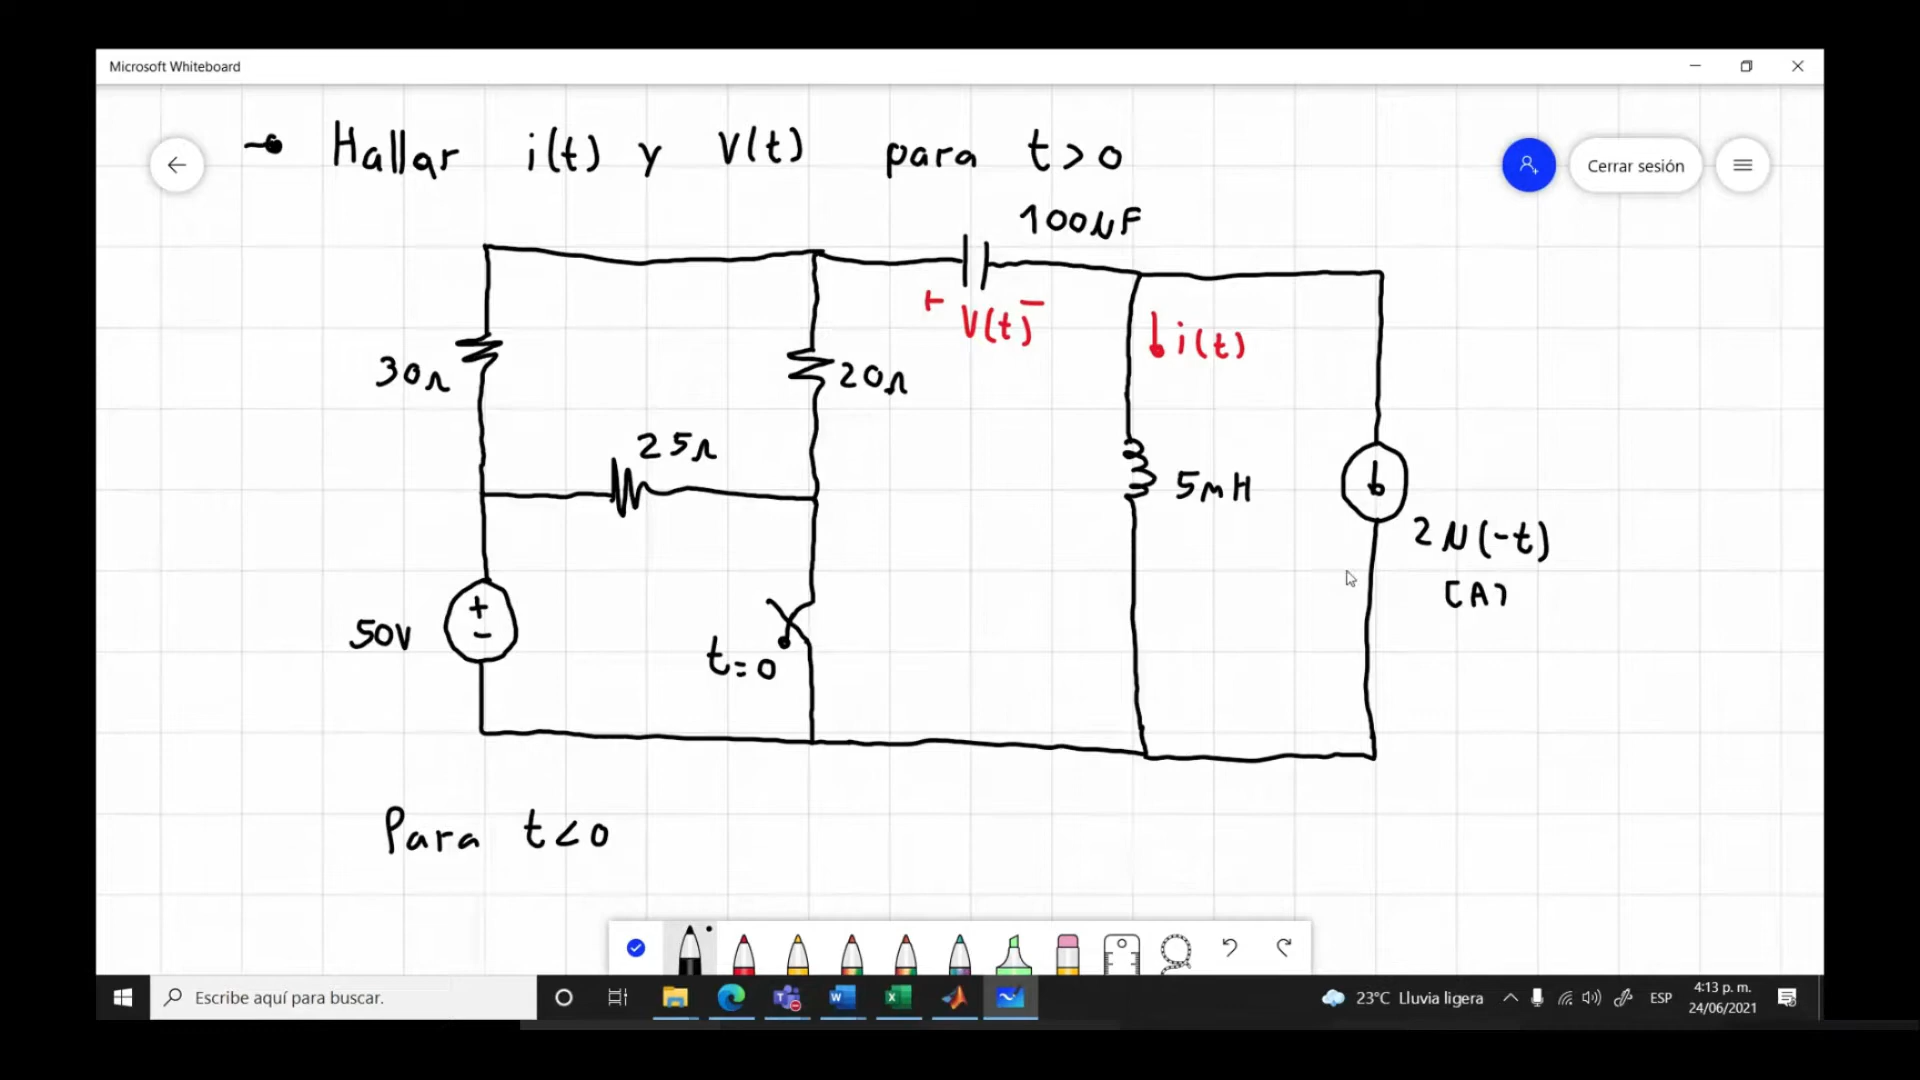 Microsoft Whiteboard
Hallar i(t) y V(t) para t>0
Cerrar sesión
100µF
+ V(t) −
i(t)
30Ω
20Ω
25Ω
5mH
2µ(-t)
[A]
+
-
50V
t=0
Para t<0
Escribe aquí para buscar.
23°C Lluvia ligera
ESP
4:13 p. m.
24/06/2021